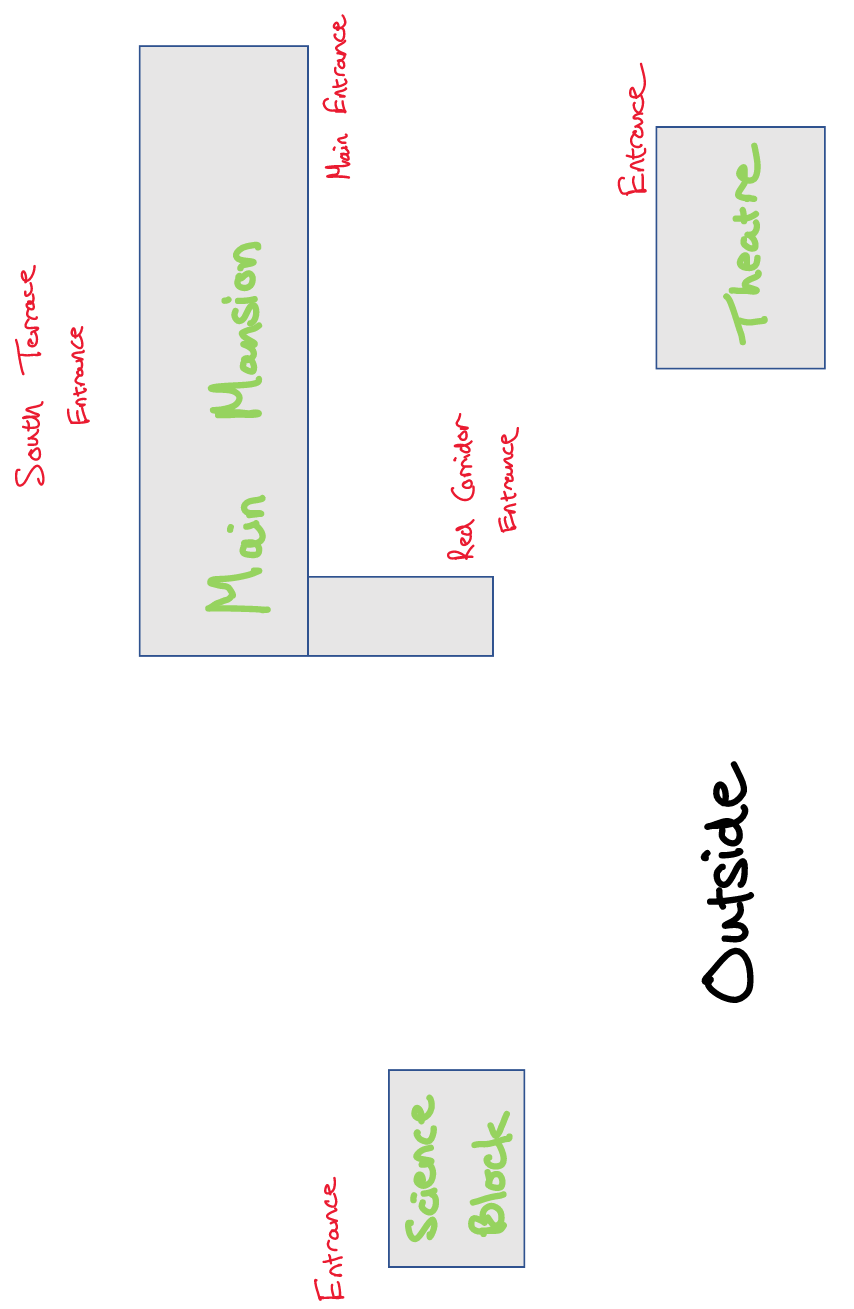 South Terrace
Entrance
Main Mansion
Main Entrance
Entrance
Science
Block
Red Corridor
Entrance
Entrance
Theatre
Outside